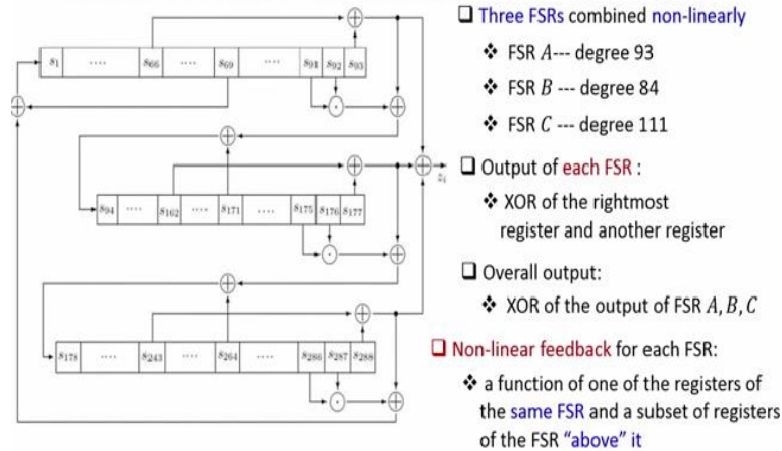 s1 .... s66 .... s69 .... s91 s92 s93
s94 .... s162 .... s171 .... s175 s176 s177
zi
s178 .... s243 .... s264 .... s286 s287 s288
❑ Three FSRs combined non-linearly
❖ FSR A--- degree 93
❖ FSR B --- degree 84
❖ FSR C --- degree 111
❑ Output of each FSR :
❖ XOR of the rightmost
register and another register
❑ Overall output:
❖ XOR of the output of FSR A, B, C
❑ Non-linear feedback for each FSR:
❖ a function of one of the registers of
the same FSR and a subset of registers
of the FSR “above” it